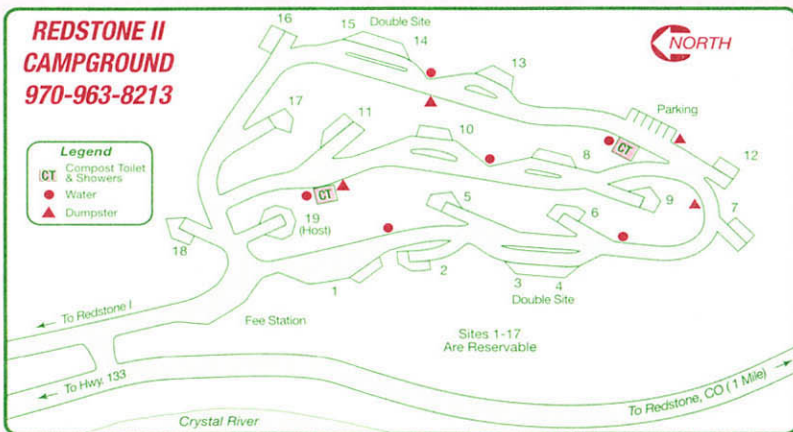 REDSTONE II
CAMPGROUND
970-963-8213
Legend
CT Compost Toilet
& Showers
Water
Dumpster
16
15
Double Site
14
13
NORTH
17
11
10
Parking
CT
8
12
CT
19
(Host)
5
9
6
7
18
1
2
3
4
Double Site
To Redstone I
Fee Station
Sites 1-17
Are Reservable
To Hwy. 133
To Redstone, CO (1 Mile)
Crystal River